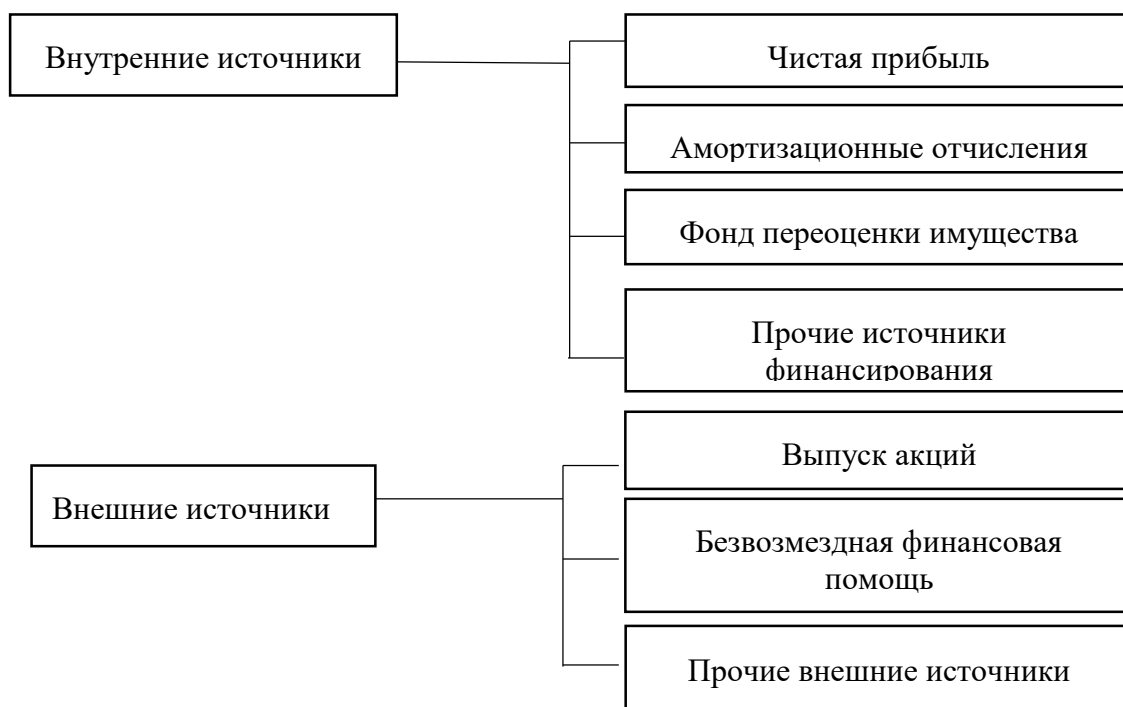 Внутренние источники
Чистая прибыль
Амортизационные отчисления
Фонд переоценки имущества
Прочие источники
финансирования
Внешние источники
Выпуск акций
Безвозмездная финансовая
помощь
Прочие внешние источники